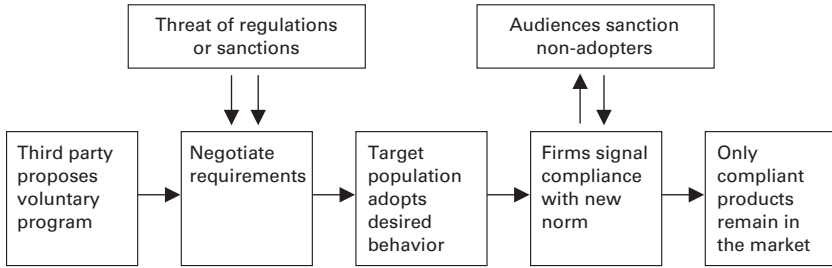 Threat of regulations
or sanctions
Audiences sanction
non-adopters
Third party
proposes
voluntary
program
Negotiate
requirements
Target
population
adopts
desired
behavior
Firms signal
compliance
with new
norm
Only
compliant
products
remain in
the market